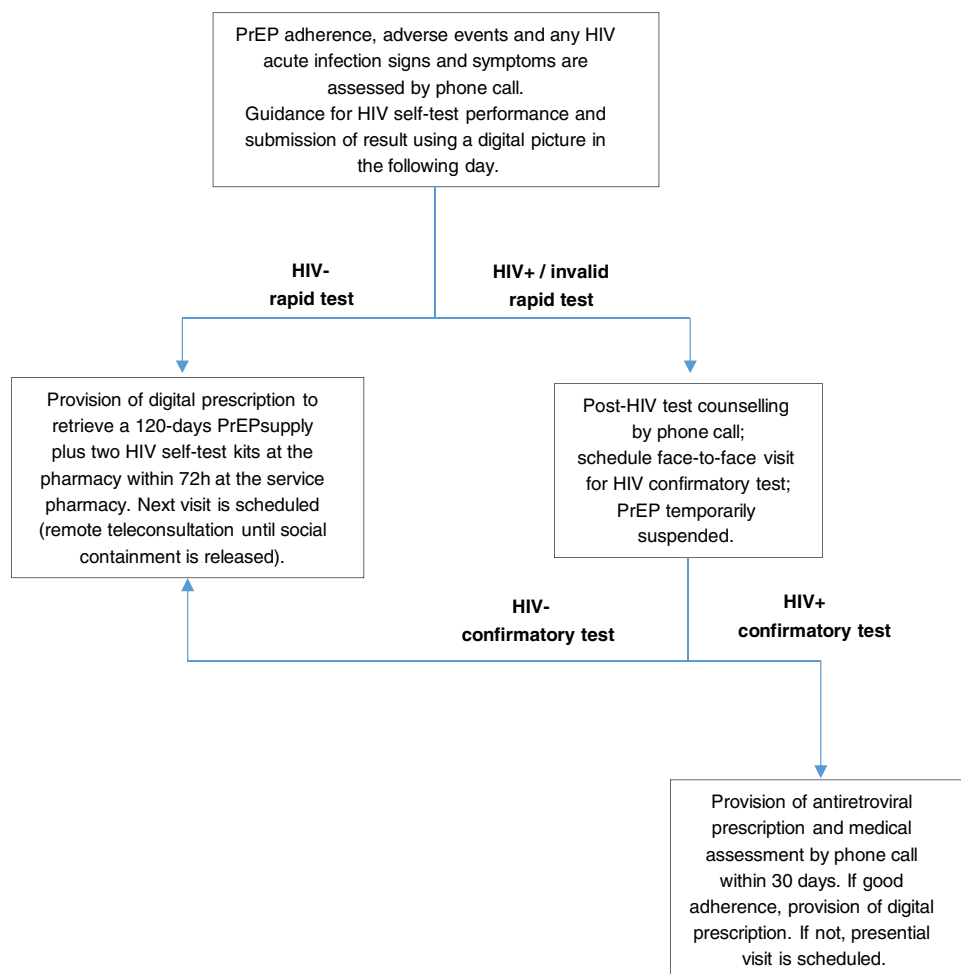 PrEP adherence, adverse events and any HIV
acute infection signs and symptoms are
assessed by phone call.
Guidance for HIV self-test performance and
submission of result using a digital picture in
the following day.
HIV-
rapid test
HIV+ / invalid
rapid test
Provision of digital prescription to
retrieve a 120-days PrEPsupply
plus two HIV self-test kits at the
pharmacy within 72h at the service
pharmacy. Next visit is scheduled
(remote teleconsultation until social
containment is released).
Post-HIV test counselling
by phone call;
schedule face-to-face visit
for HIV confirmatory test;
PrEP temporarily
suspended.
HIV-
confirmatory test
HIV+
confirmatory test
Provision of antiretroviral
prescription and medical
assessment by phone call
within 30 days. If good
adherence, provision of digital
prescription. If not, presential
visit is scheduled.